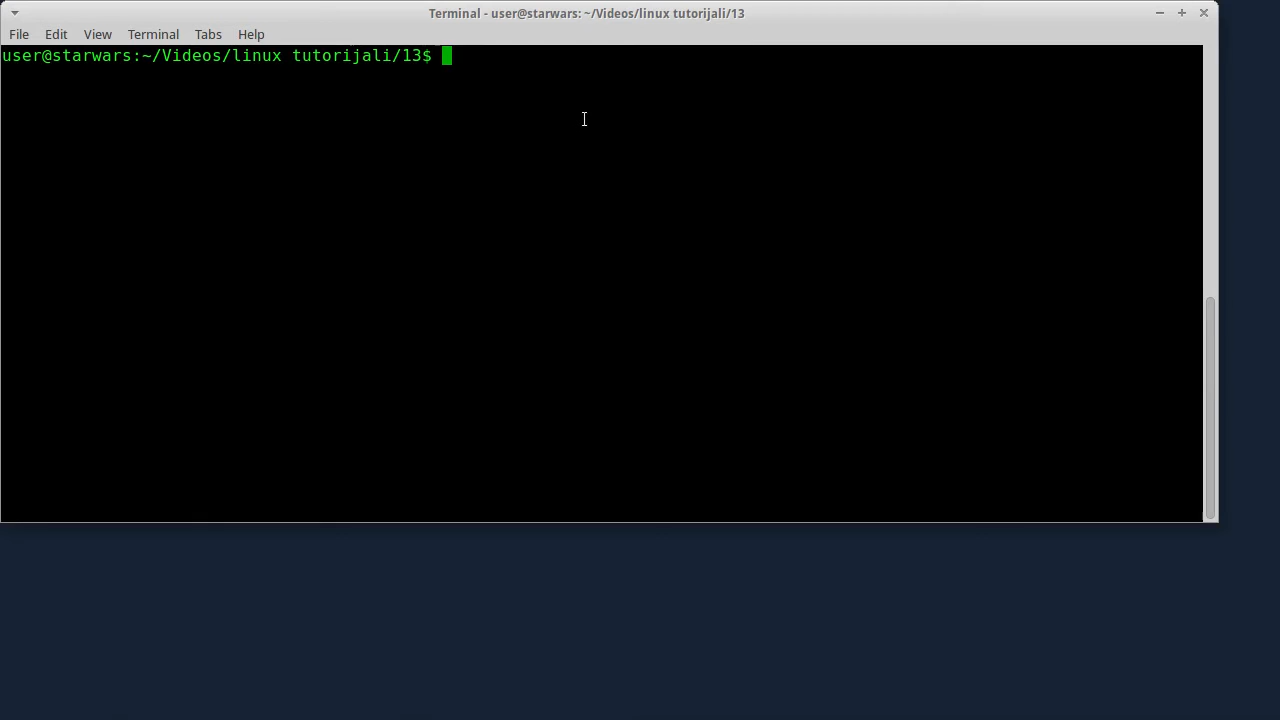 Terminal - user@starwars: ~/Videos/linux tutorijali/13
File Edit View Terminal Tabs Help
user@starwars:~/Videos/linux tutorijali/13$